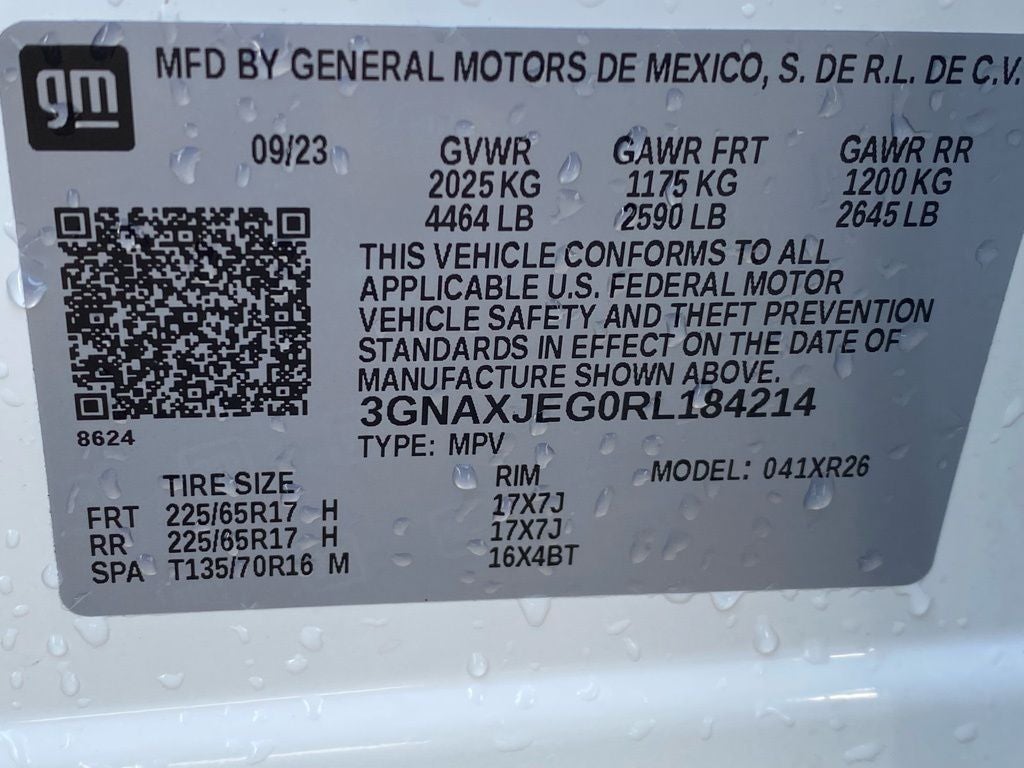 gm
MFD BY GENERAL MOTORS DE MEXICO, S. DE R.L. DE C.V.
09/23 GVWR GAWR FRT GAWR RR
2025 KG 1175 KG 1200 KG
4464 LB 2590 LB 2645 LB
THIS VEHICLE CONFORMS TO ALL
APPLICABLE U.S. FEDERAL MOTOR
VEHICLE SAFETY AND THEFT PREVENTION
STANDARDS IN EFFECT ON THE DATE OF
MANUFACTURE SHOWN ABOVE.
3GNAXJEG0RL184214
8624
TYPE: MPV
MODEL: 041XR26
TIRE SIZE RIM
FRT 225/65R17 H 17X7J
RR 225/65R17 H 17X7J
SPA T135/70R16 M 16X4BT